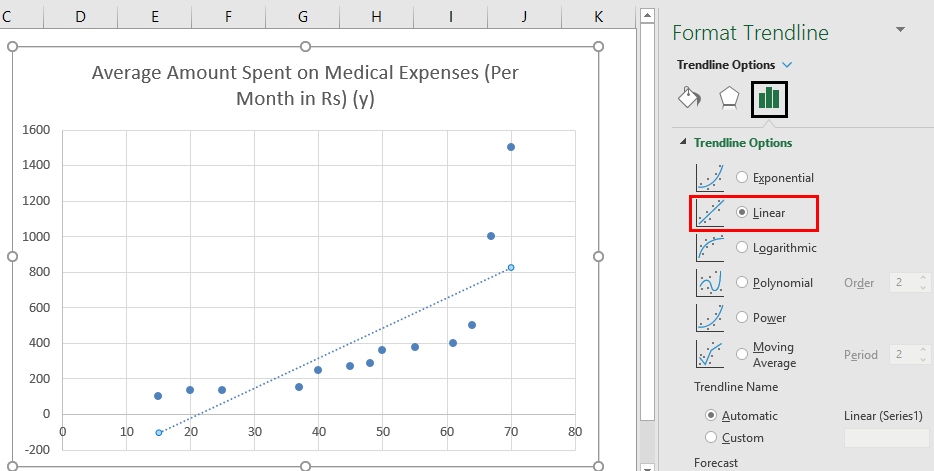 C D E F G H I J K
Format Trendline
Trendline Options
Average Amount Spent on Medical Expenses (Per
Month in Rs) (y)
1600
1400
1200
1000
800
600
400
200
0
-200
0 10 20 30 40 50 60 70 80
Trendline Options
Exponential
Linear
Logarithmic
Polynomial Order 2
Power
Moving
Average Period 2
Trendline Name
Automatic Linear (Series1)
Custom
Forecast